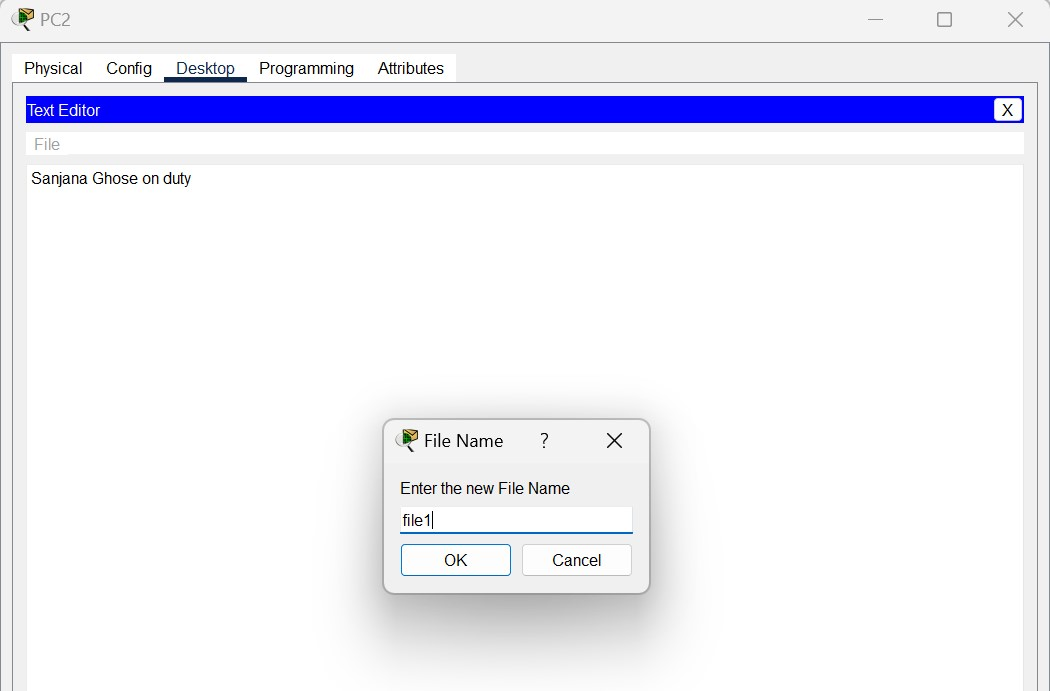 PC2
Physical Config Desktop Programming Attributes
Text Editor X
File
Sanjana Ghose on duty
File Name ?
Enter the new File Name
file1
OK Cancel